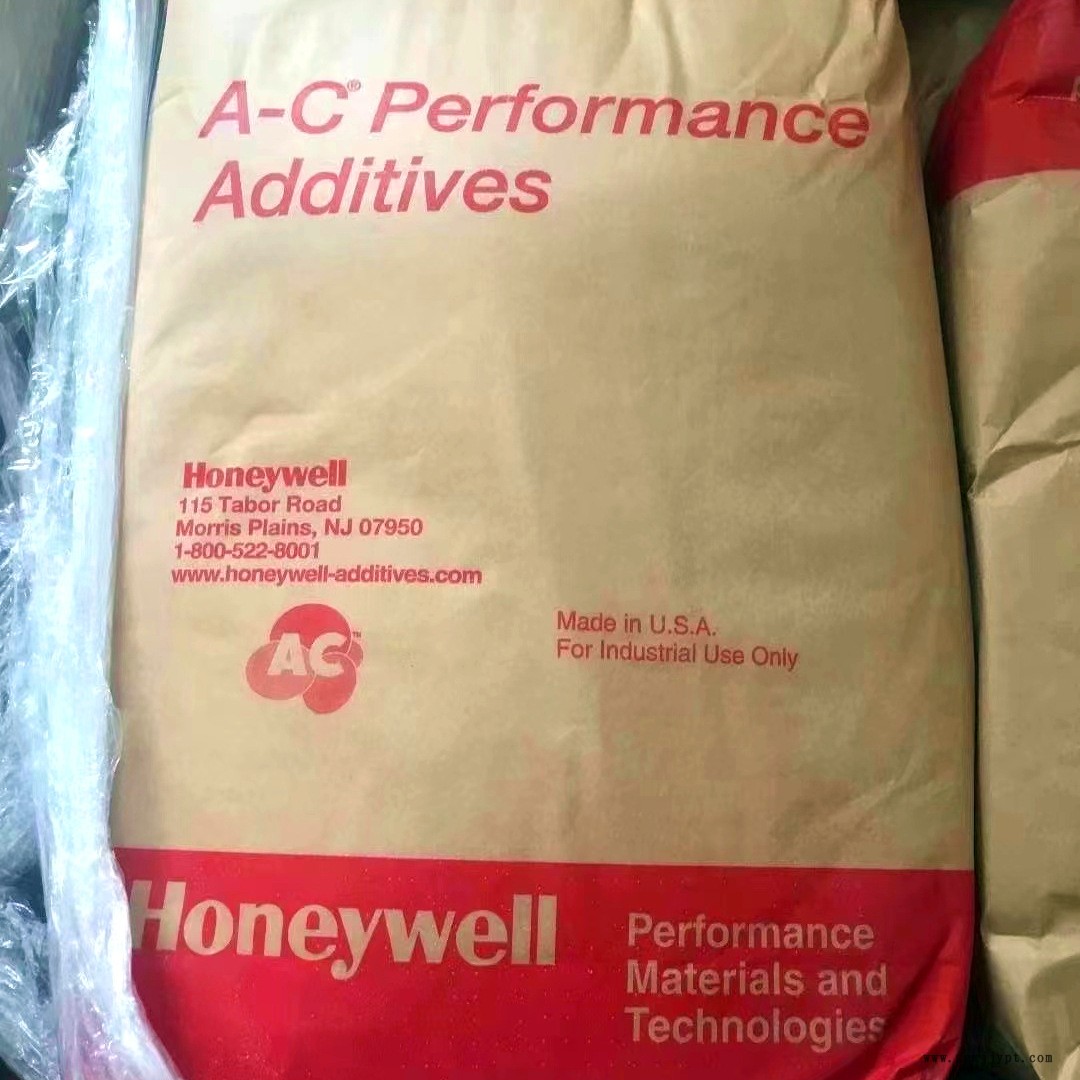 A-C® Performance
Additives
Honeywell
115 Tabor Road
Morris Plains, NJ 07950
1-800-522-8001
www.honeywell-additives.com
AC™
Made in U.S.A.
For Industrial Use Only
Honeywell
Performance
Materials and
Technologies